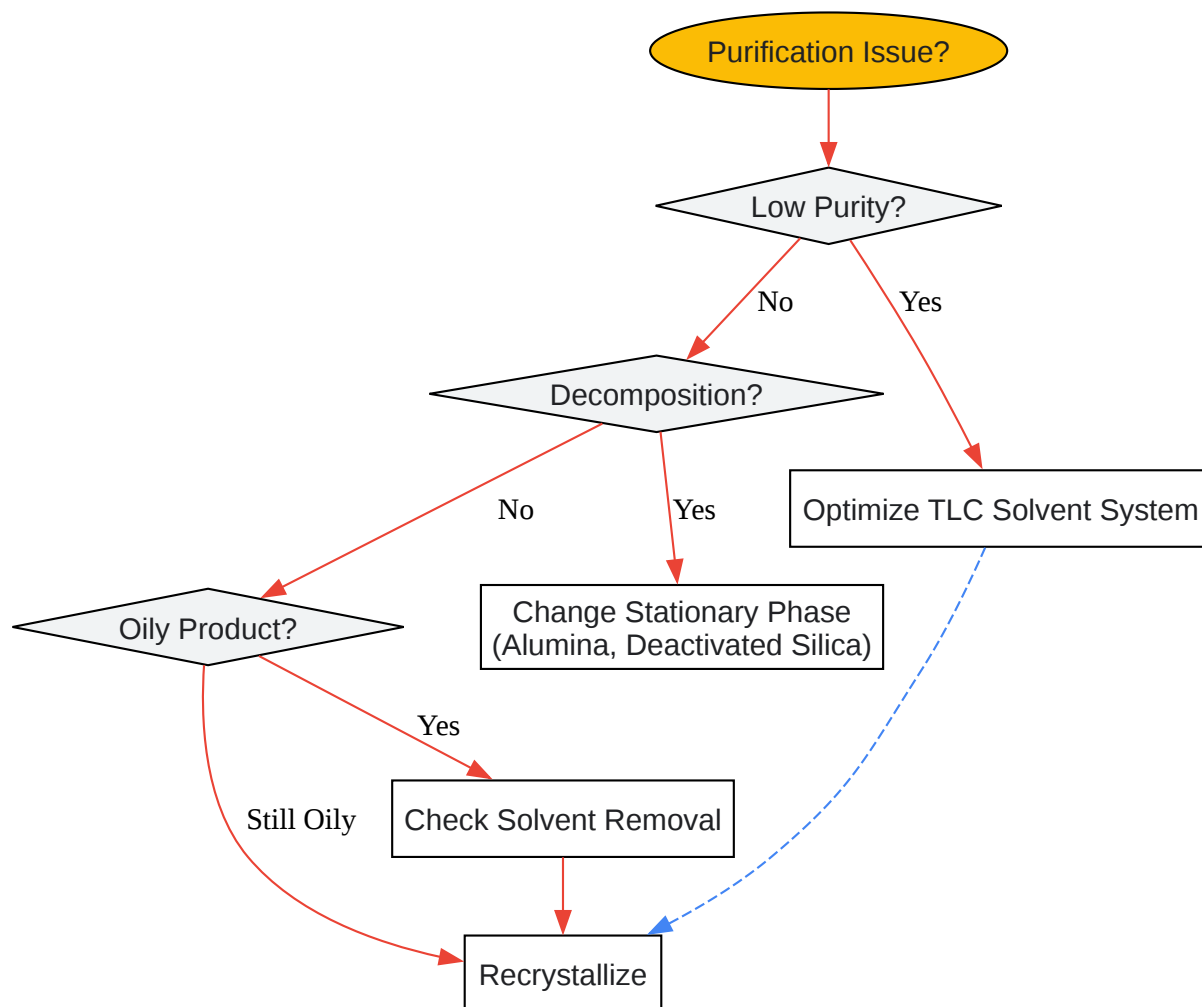 Purification Issue?
Low Purity?
No
Yes
Decomposition?
No
Yes
Optimize TLC Solvent System
Change Stationary Phase
(Alumina, Deactivated Silica)
Oily Product?
Yes
Still Oily
Check Solvent Removal
Recrystallize